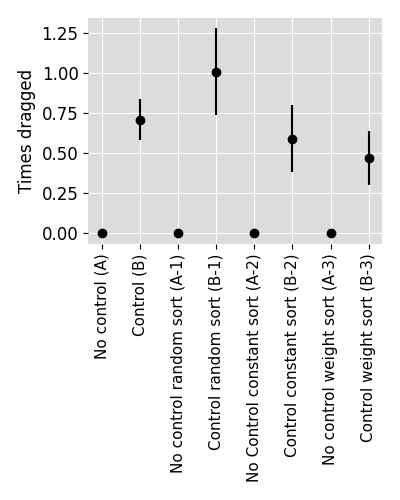 Times dragged
1.25
1.00
0.75
0.50
0.25
0.00
No control (A)
Control (B)
No control random sort (A-1)
Control random sort (B-1)
No Control constant sort (A-2)
Control constant sort (B-2)
No control weight sort (A-3)
Control weight sort (B-3)